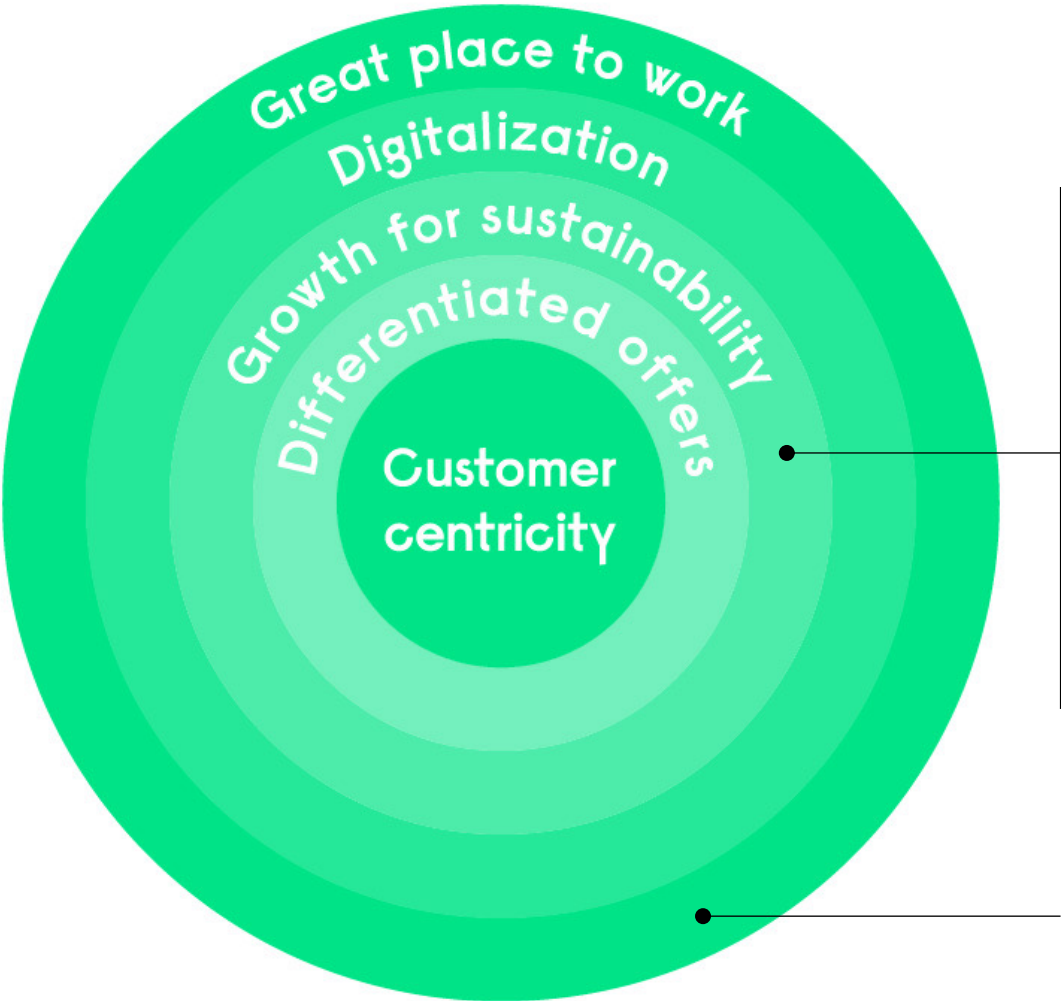 Great place to work
Digitalization
Growth for sustainability
Differentiated offers
Customer
centricity